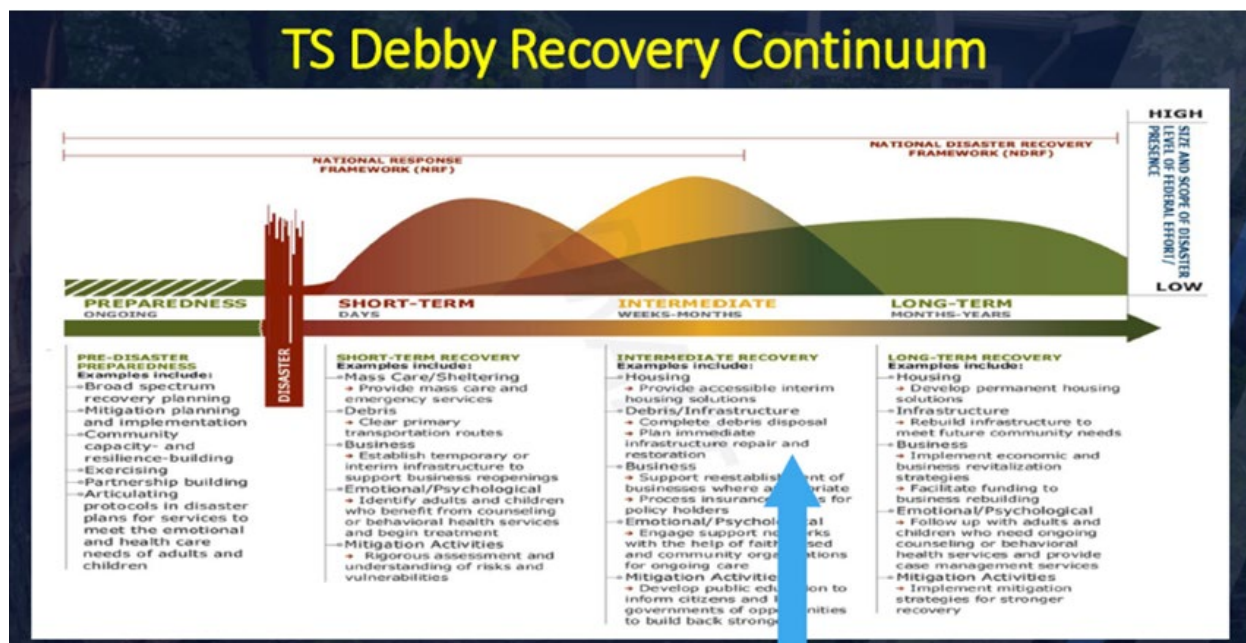 TS Debby Recovery Continuum
HIGH
SIZE AND SCOPE OF DISASTER
LEVEL OF FEDERAL EFFORT/
PRESENCE
LOW
NATIONAL DISASTER RECOVERY
FRAMEWORK (NDRF)
NATIONAL RESPONSE
FRAMEWORK (NRF)
PREPAREDNESS
ONGOING
DISASTER
SHORT-TERM
DAYS
INTERMEDIATE
WEEKS-MONTHS
LONG-TERM
MONTHS-YEARS
PRE-DISASTER
PREPAREDNESS
Examples include:
Broad spectrum
recovery planning
Mitigation planning
and implementation
Community
capacity- and
resilience-building
Exercising
Partnership building
Articulating
protocols in disaster
plans for services to
meet the emotional
and health care
needs of adults and
children
SHORT-TERM RECOVERY
Examples include:
Mass Care/Sheltering
Provide mass care and
emergency services
Debris
Clear primary
transportation routes
Business
Establish temporary or
interim infrastructure to
support business reopenings
Emotional/Psychological
Identify adults and children
who benefit from counseling
or behavioral health services
and begin treatment
Mitigation Activities
Rigorous assessment and
understanding of risks and
vulnerabilities
INTERMEDIATE RECOVERY
Examples include:
Housing
Provide accessible interim
housing solutions
Debris/Infrastructure
Complete debris disposal
Plan immediate
infrastructure repair and
restoration
Business
Support reestablishment of
businesses where
Process insurance for
policy holders
Emotional/Psychological
Engage support
with the help of
and community
for ongoing care
Mitigation Activities
Develop public
inform citizens and
governments of
to build back
LONG-TERM RECOVERY
Examples include:
Housing
Develop permanent housing
solutions
Infrastructure
Rebuild infrastructure to
meet future community needs
Business
Implement economic and
business revitalization
strategies
Facilitate funding to
business rebuilding
Emotional/Psychological
Follow up with adults and
children who need ongoing
counseling or behavioral
health services and provide
case management services
Mitigation Activities
Implement mitigation
strategies for stronger
recovery